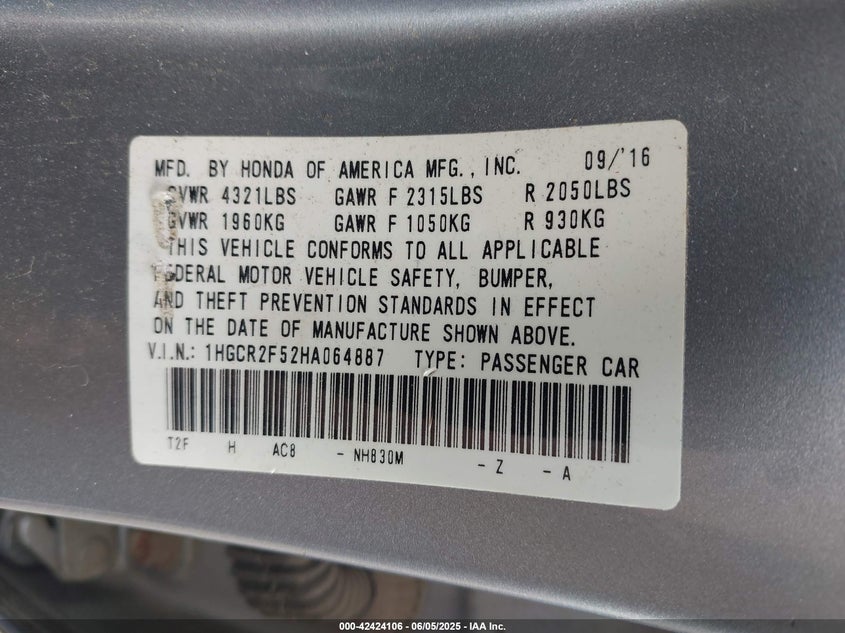 MFD. BY HONDA OF AMERICA MFG., INC. 09/'16
GVWR 4321LBS GAWR F 2315LBS R 2050LBS
GVWR 1960KG GAWR F 1050KG R 930KG
THIS VEHICLE CONFORMS TO ALL APPLICABLE
FEDERAL MOTOR VEHICLE SAFETY, BUMPER,
AND THEFT PREVENTION STANDARDS IN EFFECT
ON THE DATE OF MANUFACTURE SHOWN ABOVE.
V.I.N.: 1HGCR2F52HA064887 TYPE: PASSENGER CAR
T2F H AC8 - NH830M - Z - A
000-42424106 - 06/05/2025 - IAA Inc.